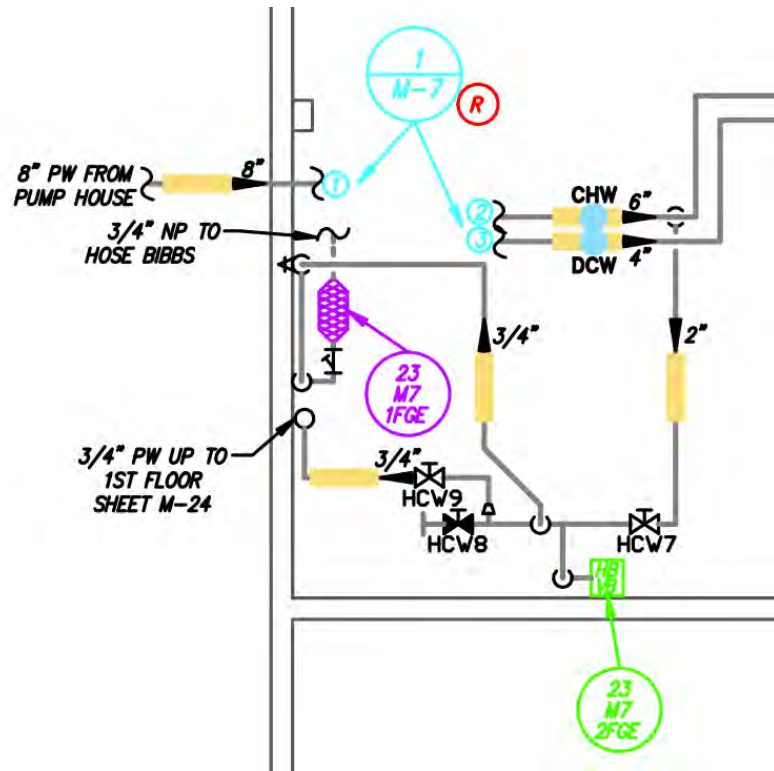 1
M-7
R
8" PW FROM
PUMP HOUSE
8"
1
2
3
CHW
6"
DCW
4"
3/4" NP TO
HOSE BIBBS
3/4"
2"
23
M7
1FGE
3/4" PW UP TO
1ST FLOOR
SHEET M-24
3/4"
HCW9
HCW8
HCW7
HB
VB
23
M7
2FGE